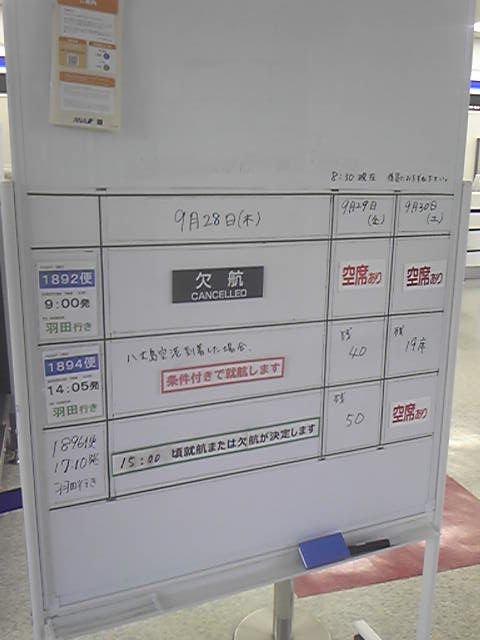 ANA
8:30 現在
9月28日(木)
9月29日
(金)
9月30日
(土)
1892便
9:00発
羽田行き
欠航
CANCELLED
空席あり
空席あり
1894便
14:05発
羽田行き
八丈島空港到着した場合、
条件付きで就航します
残
40
残
19席
1896便
17:10発
羽田行き
15:00 頃就航または欠航が決定します
残
50
空席あり